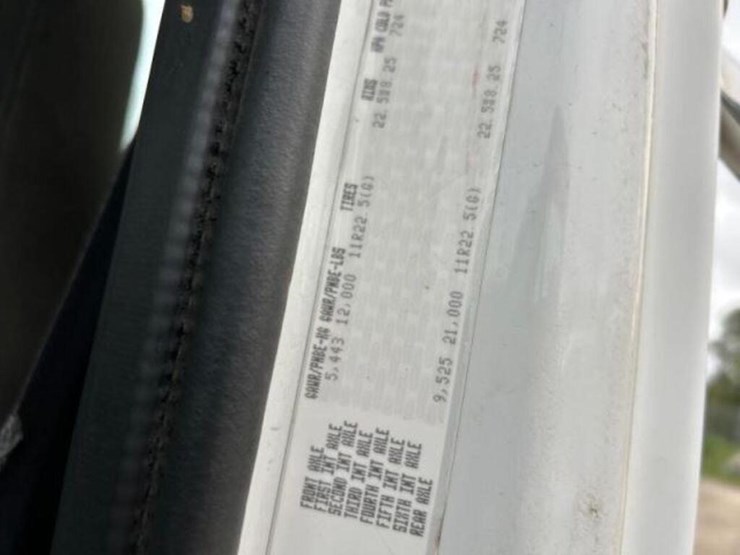 GAWR/PNBE-KG GAWR/PNBE-LBS TIRES RIMS KPA COLD
FRONT AXLE 5,443 12,000 11R22.5(G) 22.5X8.25 724
FIRST INT AXLE
SECOND INT AXLE
THIRD INT AXLE
FOURTH INT AXLE
FIFTH INT AXLE
SIXTH INT AXLE
REAR AXLE 9,525 21,000 11R22.5(G) 22.5X8.25 724